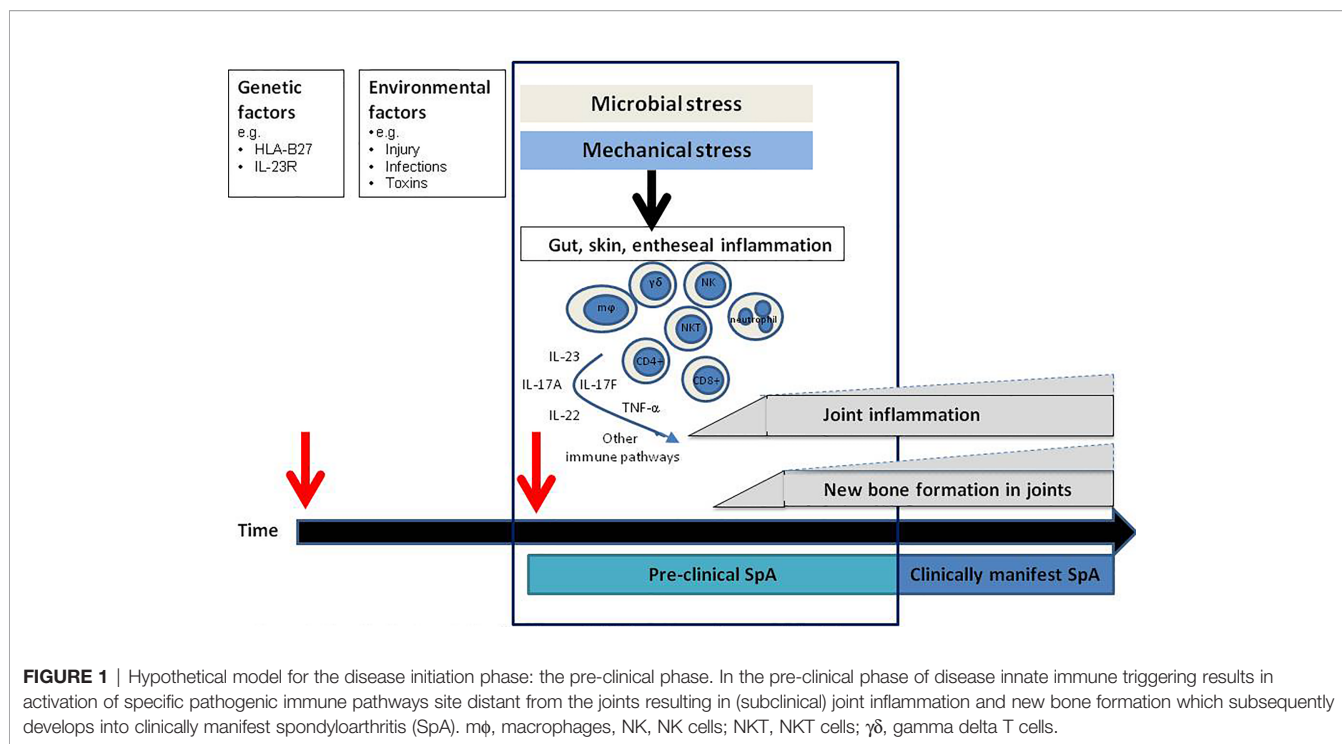 Genetic
factors
e.g.
• HLA-B27
• IL-23R
Environmental
factors
•e.g.
• Injury
• Infections
• Toxins
Microbial stress
Mechanical stress
Gut, skin, entheseal inflammation
γδ
NK
mφ
NKT
neutrophil
CD4+
CD8+
IL-23
IL-17A
IL-17F
IL-22
TNF-α
Other
immune pathways
Joint inflammation
New bone formation in joints
Time
Pre-clinical SpA
Clinically manifest SpA
FIGURE 1 | Hypothetical model for the disease initiation phase: the pre-clinical phase. In the pre-clinical phase of disease innate immune triggering results in
activation of specific pathogenic immune pathways site distant from the joints resulting in (subclinical) joint inflammation and new bone formation which subsequently
develops into clinically manifest spondyloarthritis (SpA). mφ, macrophages, NK, NK cells; NKT, NKT cells; γδ, gamma delta T cells.